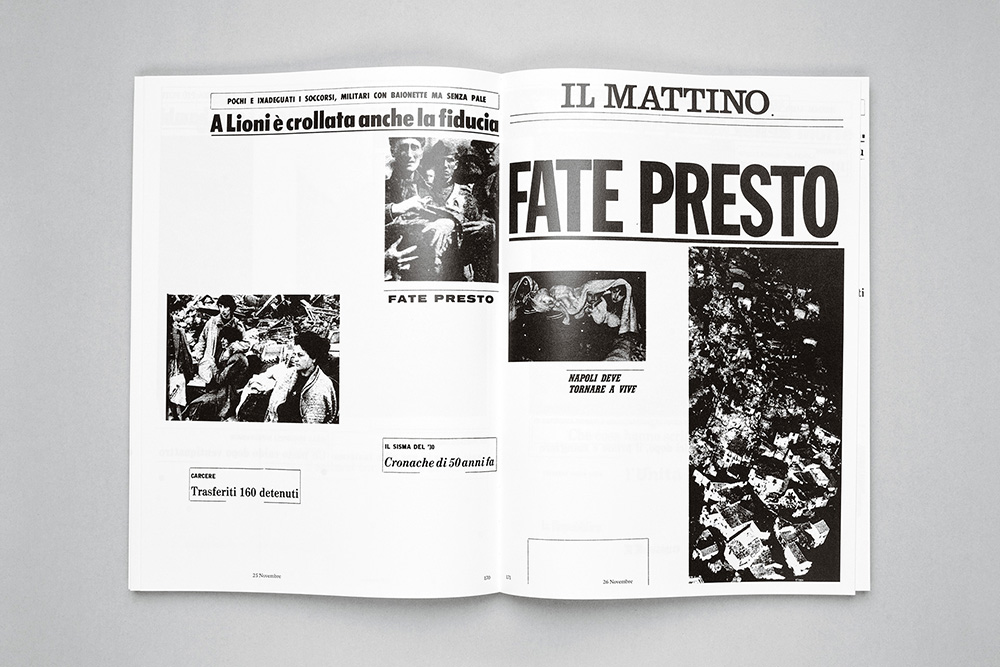 POCHI E INADEGUATI I SOCCORSI, MILITARI CON BAIONETTE MA SENZA PALE
A Lioni è crollata anche la fiducia
FATE PRESTO
IL SISMA DEL '30
Cronache di 50 anni fa
CARCERE
Trasferiti 160 detenuti
25 Novembre
IL MATTINO.
FATE PRESTO
NAPOLI DEVE
TORNARE A VIVE
26 Novembre